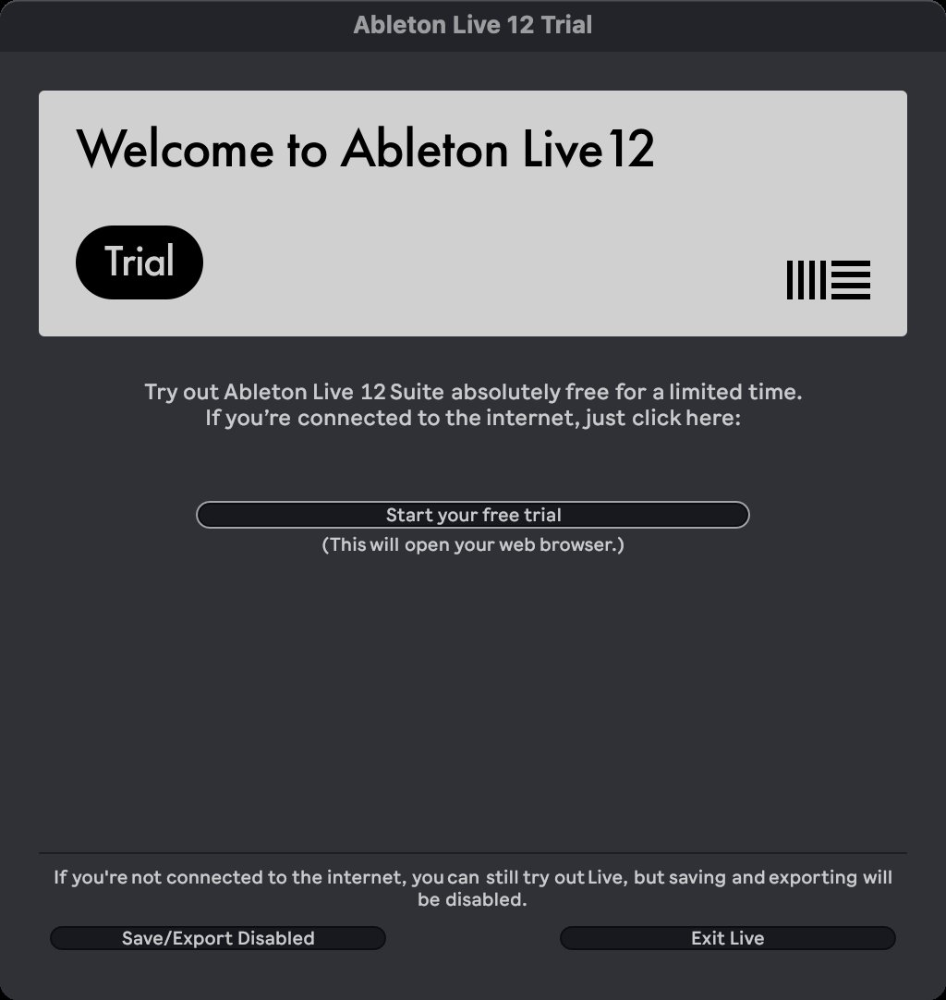 Ableton Live 12 Trial
Welcome to Ableton Live 12
Trial
Try out Ableton Live 12 Suite absolutely free for a limited time.
If you’re connected to the internet, just click here:
Start your free trial
(This will open your web browser.)
If you're not connected to the internet, you can still try out Live, but saving and exporting will
be disabled.
Save/Export Disabled
Exit Live